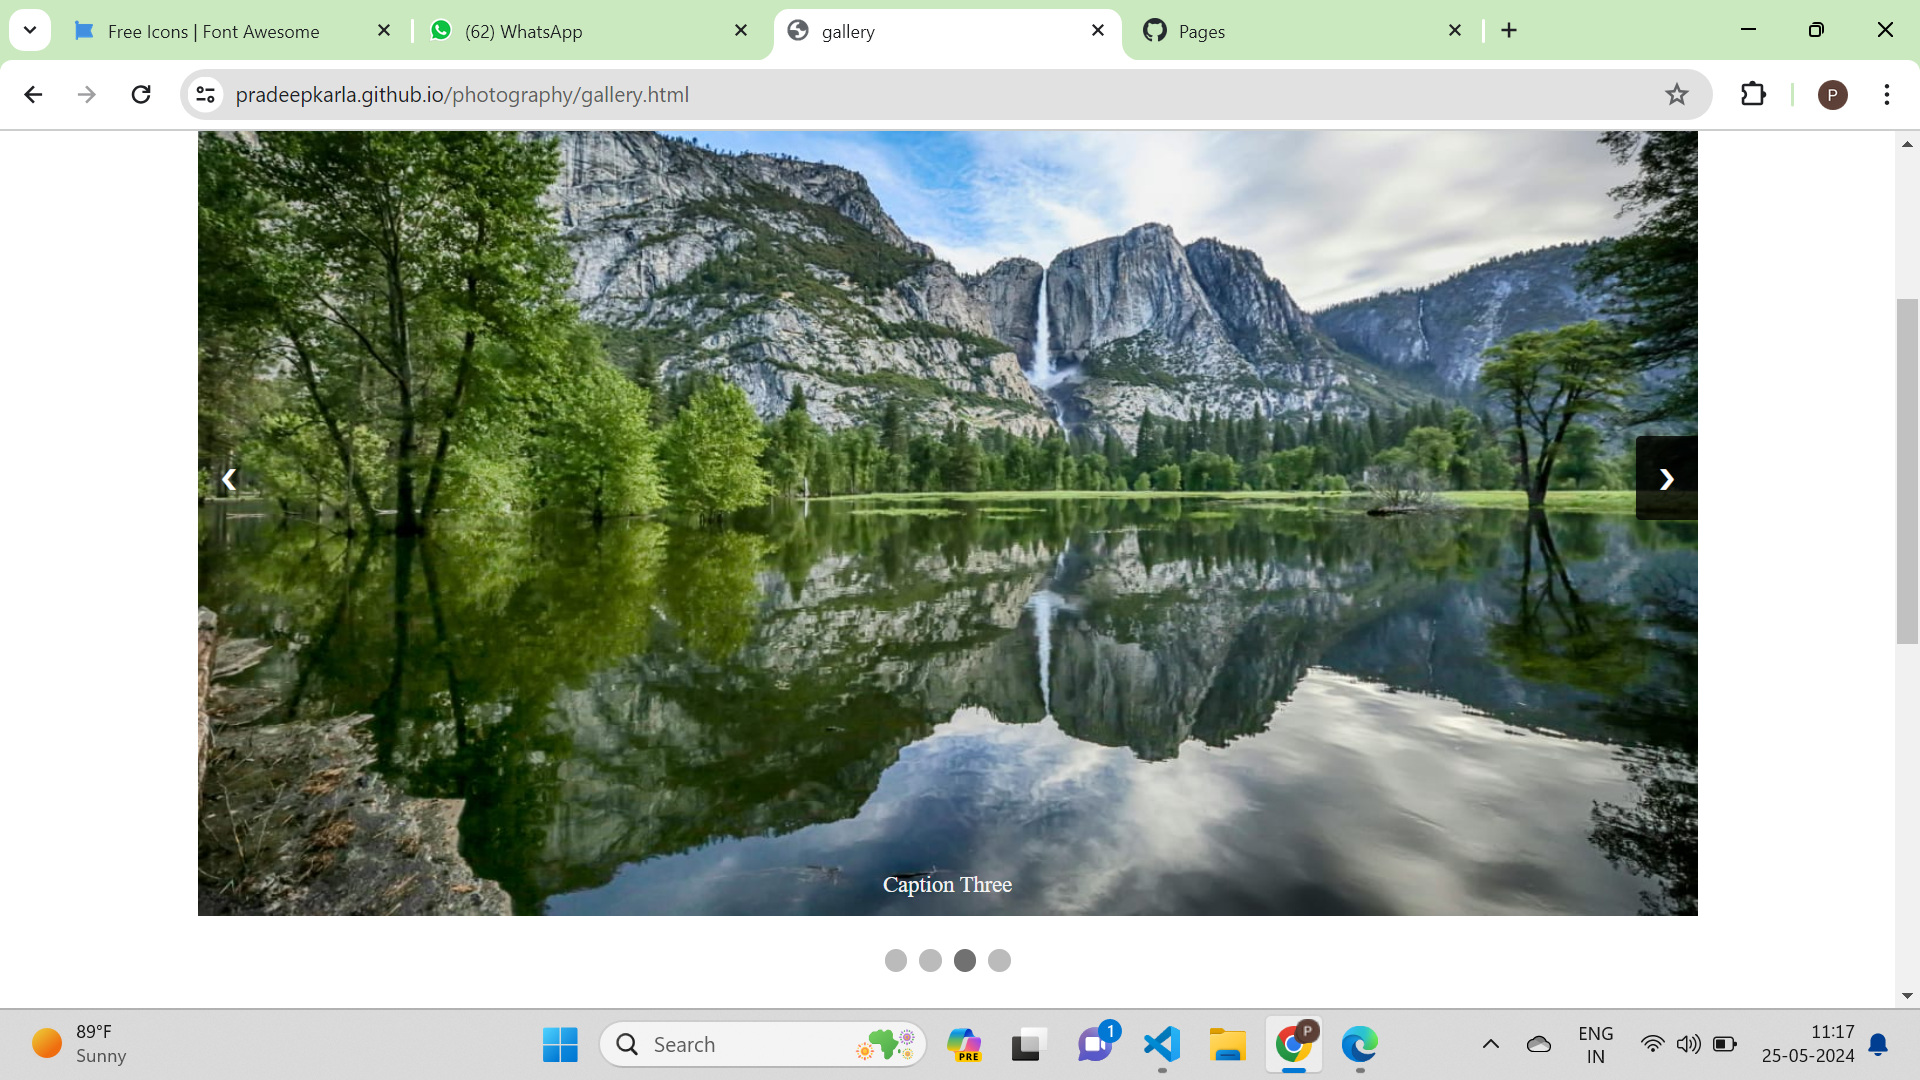 Free Icons | Font Awesome
(62) WhatsApp
gallery
Pages
pradeepkarla.github.io/photography/gallery.html
P
❮
❯
Caption Three
89°F
Sunny
Search
PRE
1
P
ENG
IN
11:17
25-05-2024